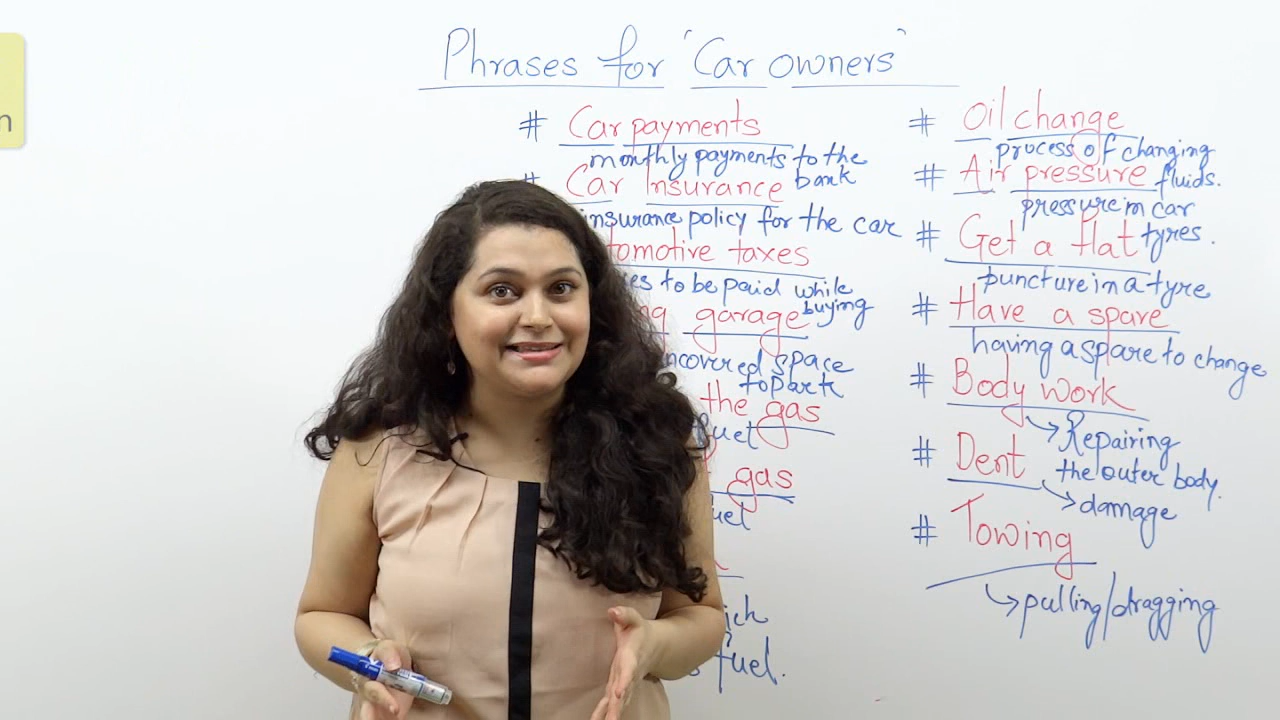 n
Phrases for 'Car owners'
# Car payments
monthly payments to the
bank
# Car Insurance
insurance policy for the car
tomotive taxes
to be paid while
buying
garage
ncovered space
to park
the gas
fuel
gas
fuel
ich
fuel.
# Oil change
process of changing
fluids.
# Air pressure
pressure in car
tyres.
# Get a flat
puncture in a tyre
# Have a spare
having a spare to change
# Body work
Repairing
the outer body.
# Dent
damage
# Towing
pulling/dragging